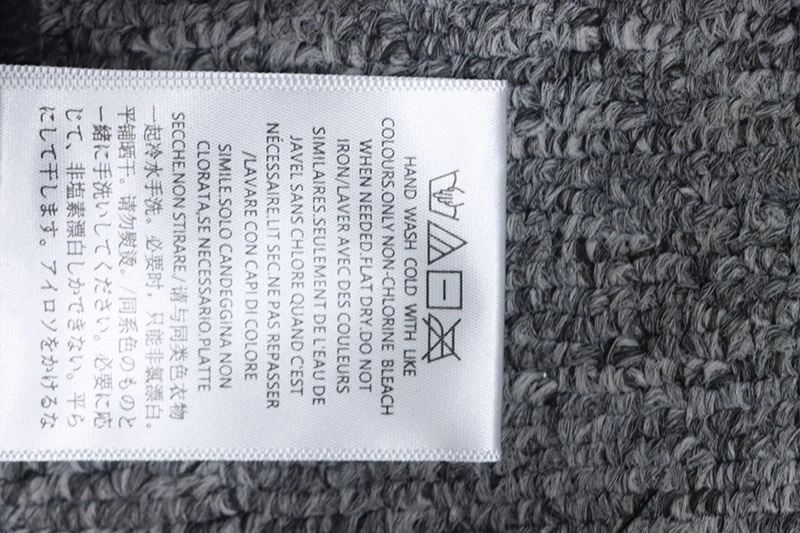 HAND WASH COLD WITH LIKE
COLOURS.ONLY NON-CHLORINE BLEACH
WHEN NEEDED.FLAT DRY.DO NOT
IRON/LAVER AVEC DES COULEURS
SIMILAIRES.SEULEMENT DE L'EAU DE
JAVEL SANS CHLORE QUAND C'EST
NÉCESSAIRE.LIT SEC.NE PAS REPASSER
/LAVARE CON CAPI DI COLORE
SIMILE.SOLO CANDEGGINA NON
CLORATA,SE NECESSARIO.PLATTE
SECCHE.NON STIRARE/请与同类色衣物
一起冷水手洗。必要时，只能非氯漂白。
平铺晒干。请勿熨烫。/同系色のものと
一緒に手洗いしてください。必要に応
じて、非塩素漂白しかできない。平ら
にして干します。アイロソをかけるな